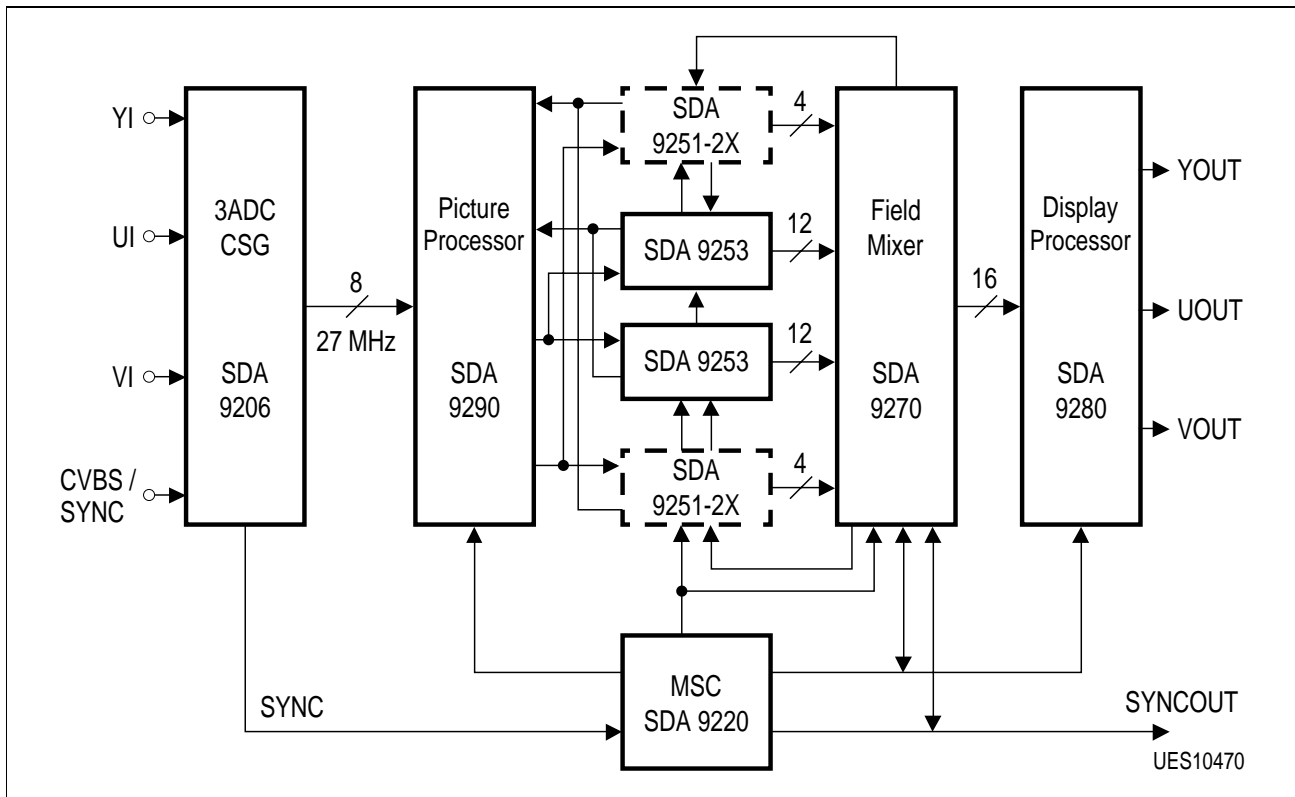 YI
UI
VI
CVBS /
SYNC
3ADC
CSG
SDA
9206
8
27 MHz
Picture
Processor
SDA
9290
SDA
9251-2X
4
SDA 9253
12
SDA 9253
12
SDA
9251-2X
4
Field
Mixer
SDA
9270
16
Display
Processor
SDA
9280
YOUT
UOUT
VOUT
MSC
SDA 9220
SYNC
SYNCOUT
UES10470